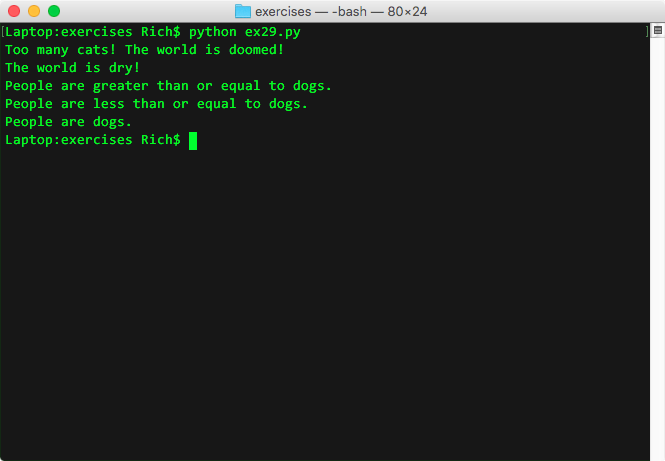 exercises — -bash — 80×24
[Laptop:exercises Rich$ python ex29.py ]
Too many cats! The world is doomed!
The world is dry!
People are greater than or equal to dogs.
People are less than or equal to dogs.
People are dogs.
Laptop:exercises Rich$